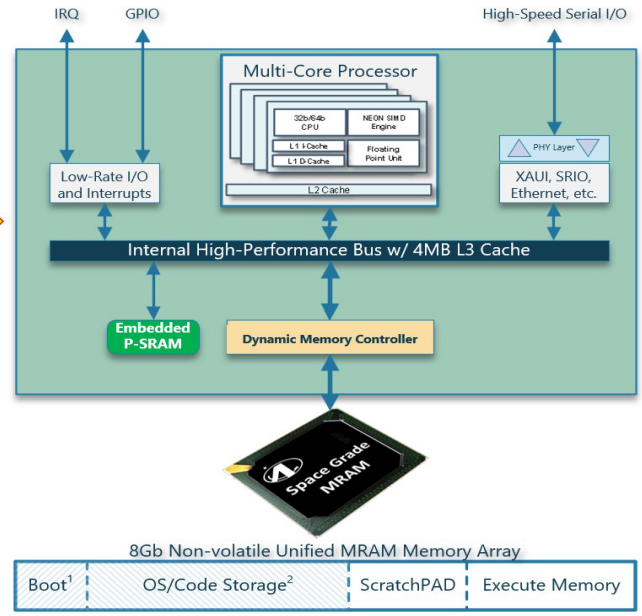 IRQ GPIO High-Speed Serial I/O
Multi-Core Processor
32b/64b
CPU
NEON SIMD
Engine
L1 I-Cache
L1 D-Cache
Floating
Point Unit
L2 Cache
PHY Layer
Low-Rate I/O
and Interrupts
XAUI, SRIO,
Ethernet, etc.
Internal High-Performance Bus w/ 4MB L3 Cache
Embedded
P-SRAM
Dynamic Memory Controller
Space Grade
MRAM
8Gb Non-volatile Unified MRAM Memory Array
Boot¹ OS/Code Storage² ScratchPAD Execute Memory